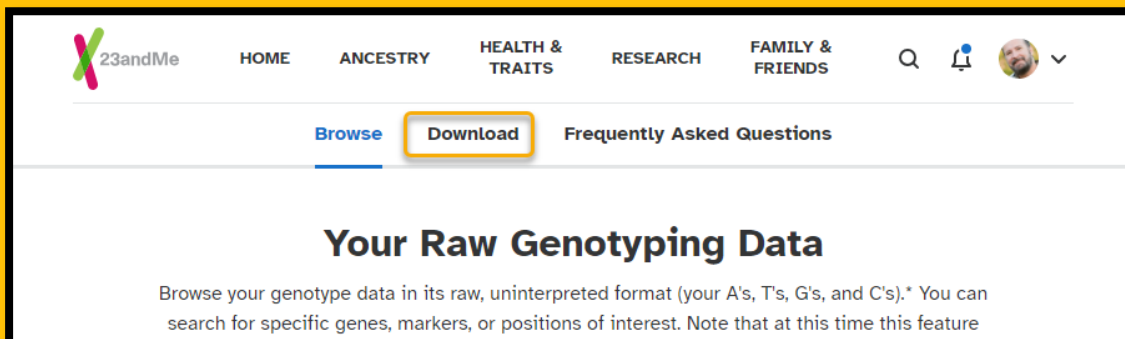 23andMe
HOME
ANCESTRY
HEALTH &
TRAITS
RESEARCH
FAMILY &
FRIENDS
Browse
Download
Frequently Asked Questions
Your Raw Genotyping Data
Browse your genotype data in its raw, uninterpreted format (your A's, T's, G's, and C's).* You can
search for specific genes, markers, or positions of interest. Note that at this time this feature